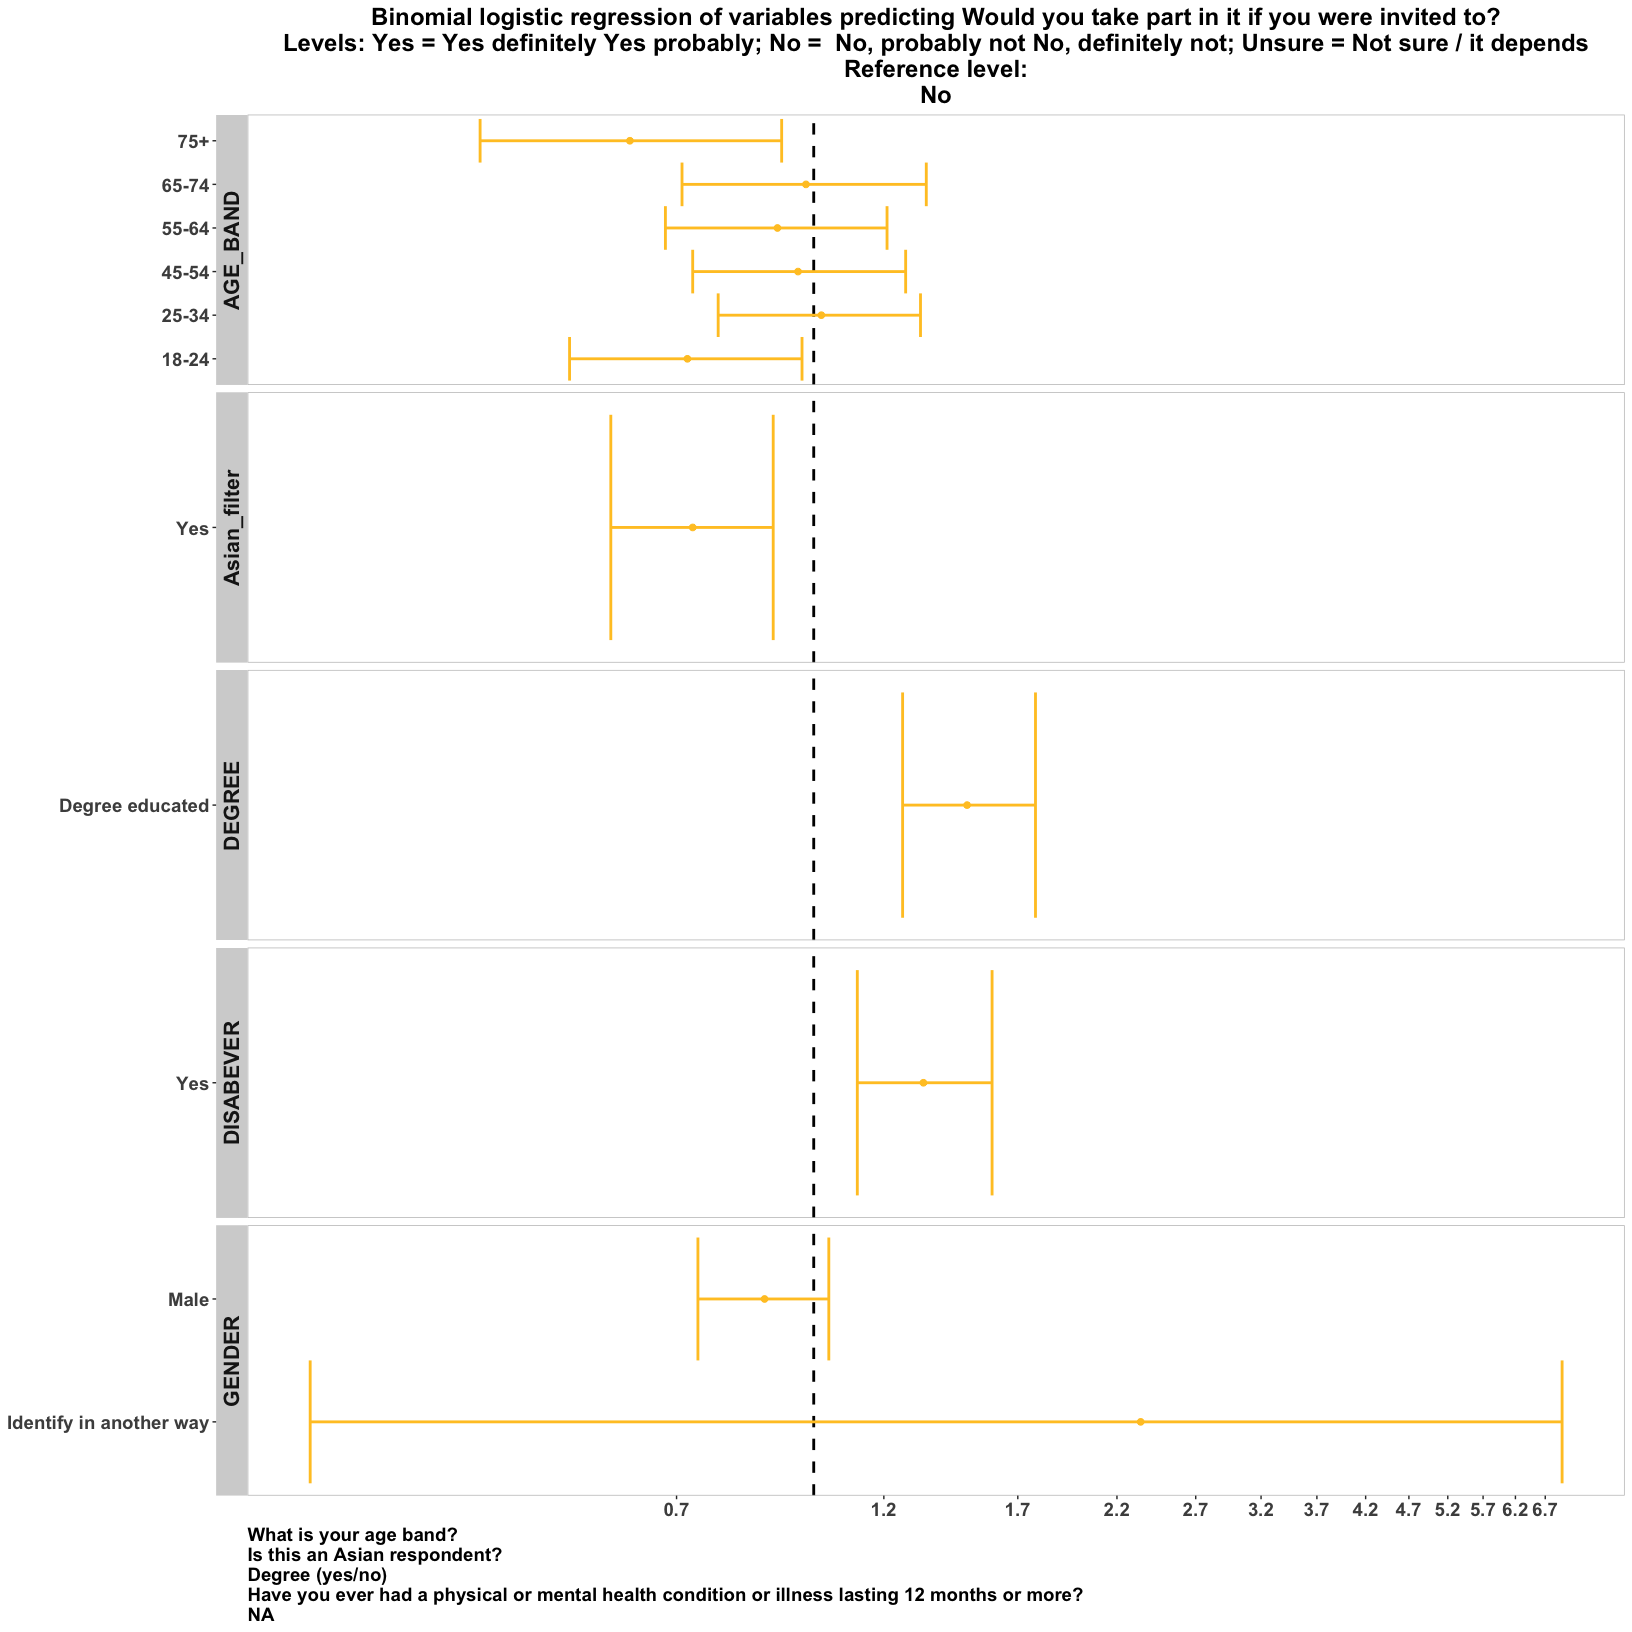 Binomial logistic regression of variables predicting Would you take part in it if you were invited to?
Levels: Yes = Yes definitely Yes probably; No =  No, probably not No, definitely not; Unsure = Not sure / it depends
Reference level:
No
AGE_BAND
75+
65-74
55-64
45-54
25-34
18-24
Asian_filter
Yes
DEGREE
Degree educated
DISABEVER
Yes
GENDER
Male
Identify in another way
0.7 1.2 1.7 2.2 2.7 3.2 3.7 4.2 4.7 5.2 5.7 6.2 6.7
What is your age band?
Is this an Asian respondent?
Degree (yes/no)
Have you ever had a physical or mental health condition or illness lasting 12 months or more?
NA